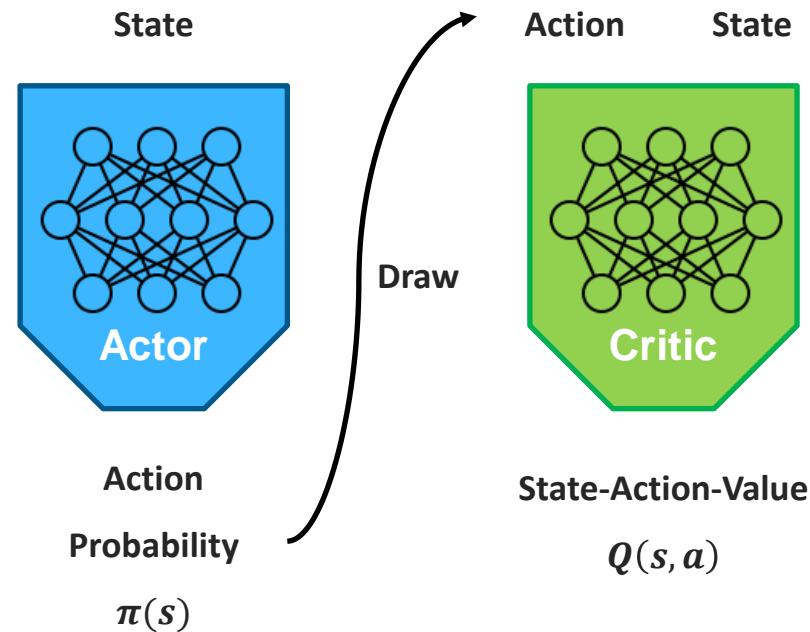 State
Actor
Action
Probability
π(s)
Draw
Action State
Critic
State-Action-Value
Q(s, a)